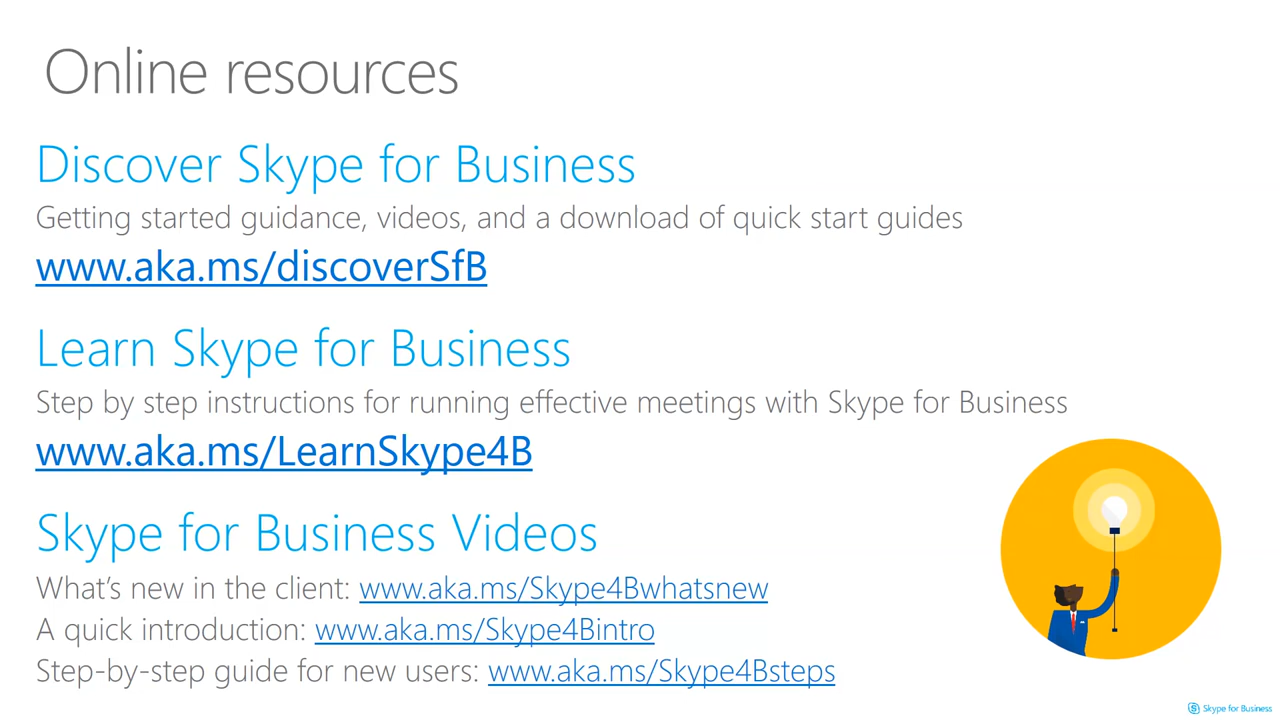 Online resources
Discover Skype for Business
Getting started guidance, videos, and a download of quick start guides
www.aka.ms/discoverSfB
Learn Skype for Business
Step by step instructions for running effective meetings with Skype for Business
www.aka.ms/LearnSkype4B
Skype for Business Videos
What's new in the client: www.aka.ms/Skype4Bwhatsnew
A quick introduction: www.aka.ms/Skype4Bintro
Step-by-step guide for new users: www.aka.ms/Skype4Bsteps
Skype for Business